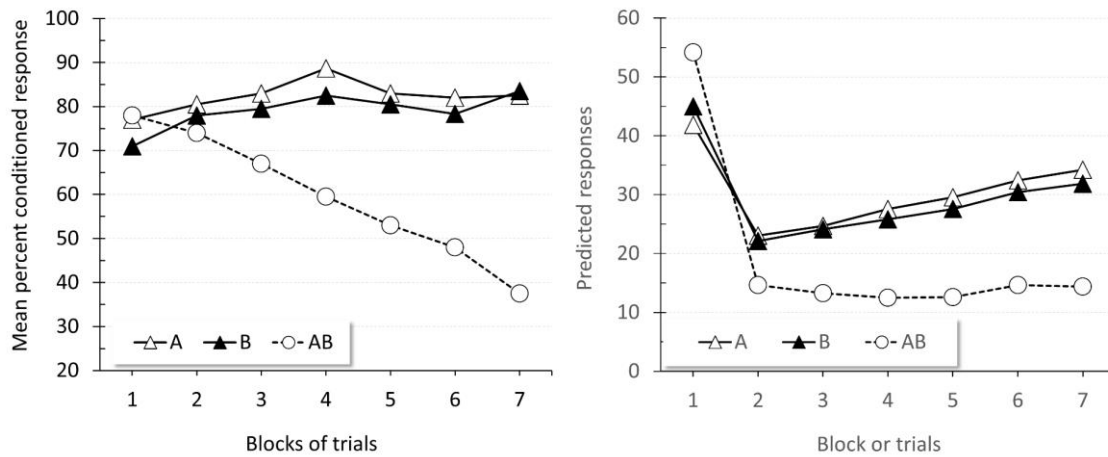 Mean percent conditioned response
100
90
80
70
60
50
40
30
20
A B AB
1 2 3 4 5 6 7
Blocks of trials
Predicted responses
60
50
40
30
20
10
0
A B AB
1 2 3 4 5 6 7
Block or trials